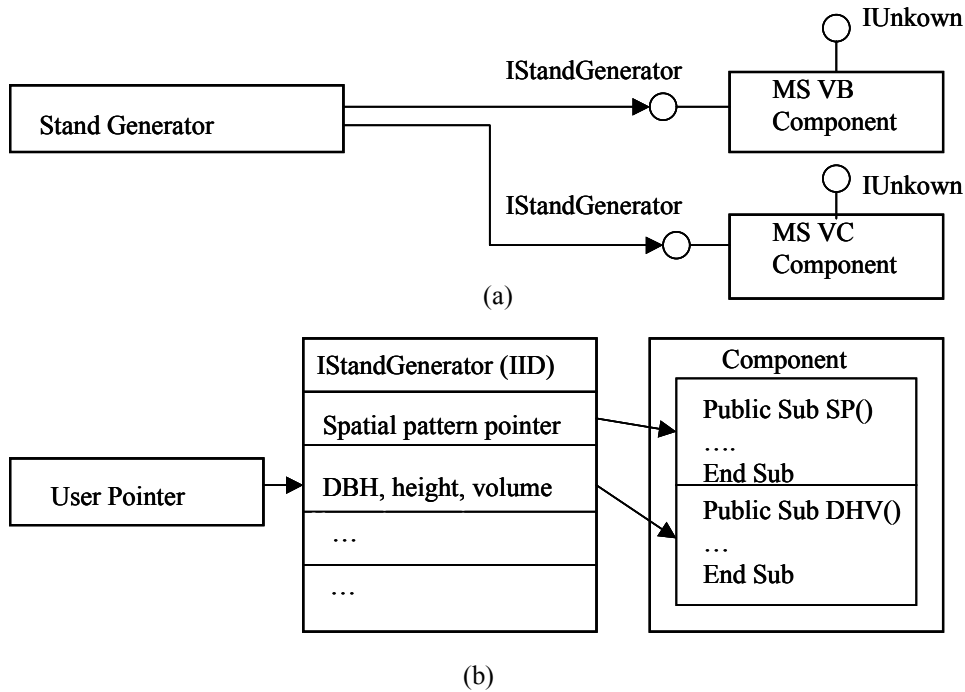 IUnkown
IStandGenerator
MS VB
Component
Stand Generator
IUnkown
IStandGenerator
MS VC
Component
(a)
IStandGenerator (IID)
Component
Spatial pattern pointer
Public Sub SP()
….
End Sub
User Pointer
DBH, height, volume
Public Sub DHV()
…
End Sub
…
…
(b)